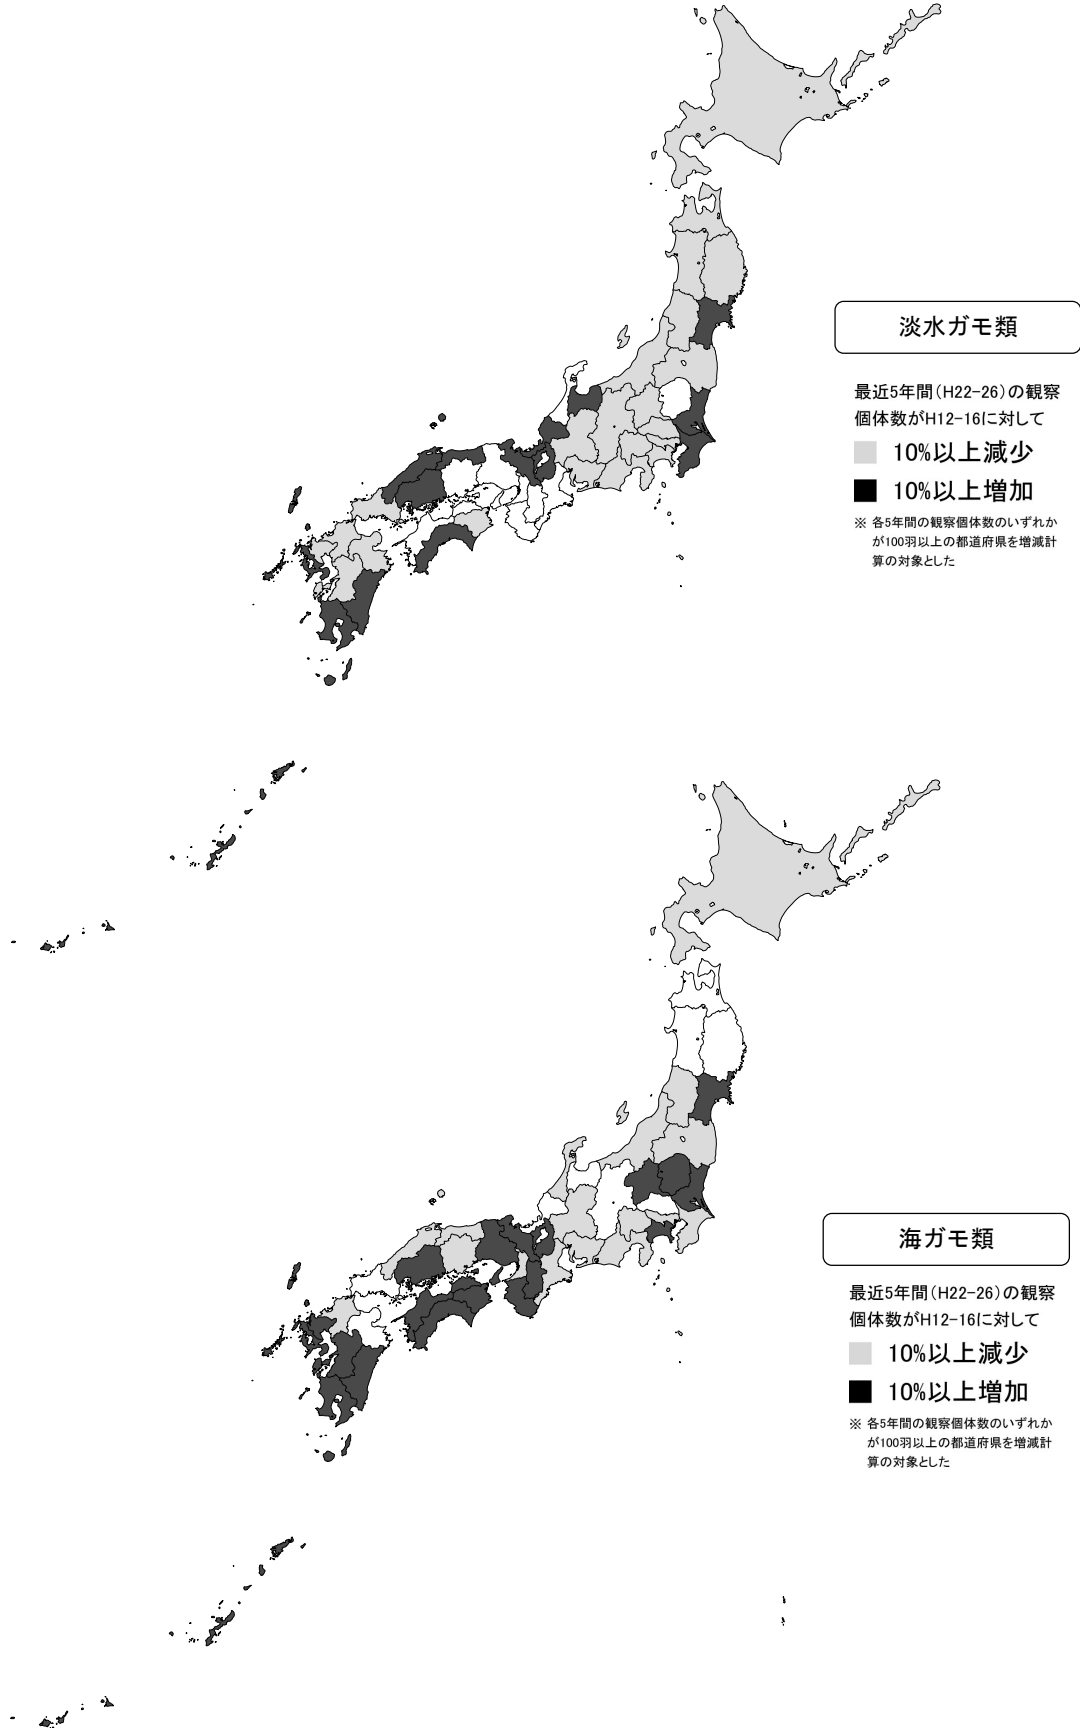 淡水ガモ類
最近5年間(H22-26)の観察
個体数がH12-16に対して
10%以上減少
10%以上増加
※ 各5年間の観察個体数のいずれか
が100羽以上の都道府県を増減計
算の対象とした
海ガモ類
最近5年間(H22-26)の観察
個体数がH12-16に対して
10%以上減少
10%以上増加
※ 各5年間の観察個体数のいずれか
が100羽以上の都道府県を増減計
算の対象とした